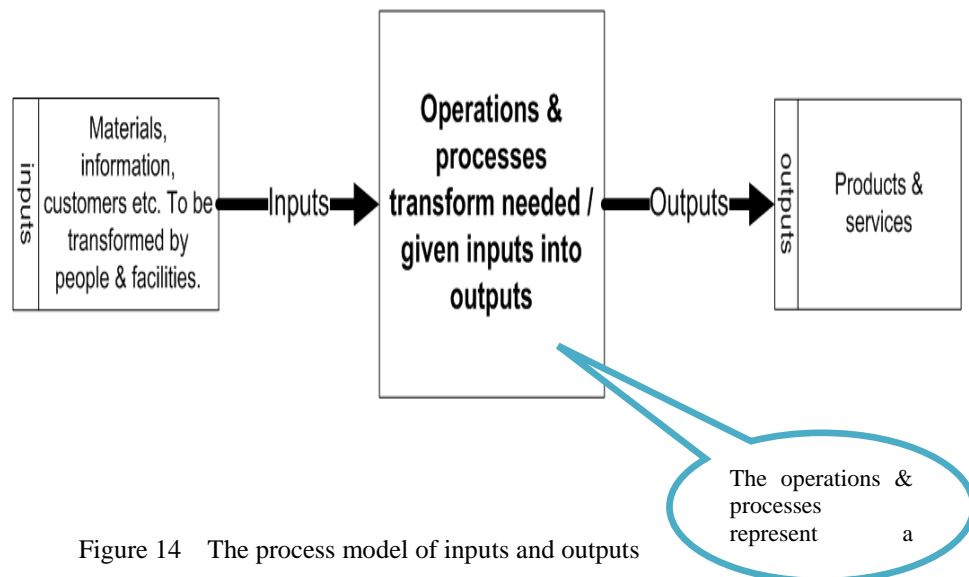 inputs
Materials,
information,
customers etc. To be
transformed by
people & facilities.
Inputs
Operations &
processes
transform needed /
given inputs into
outputs
Outputs
outputs
Products &
services
The operations &
processes
represent a
Figure 14 The process model of inputs and outputs